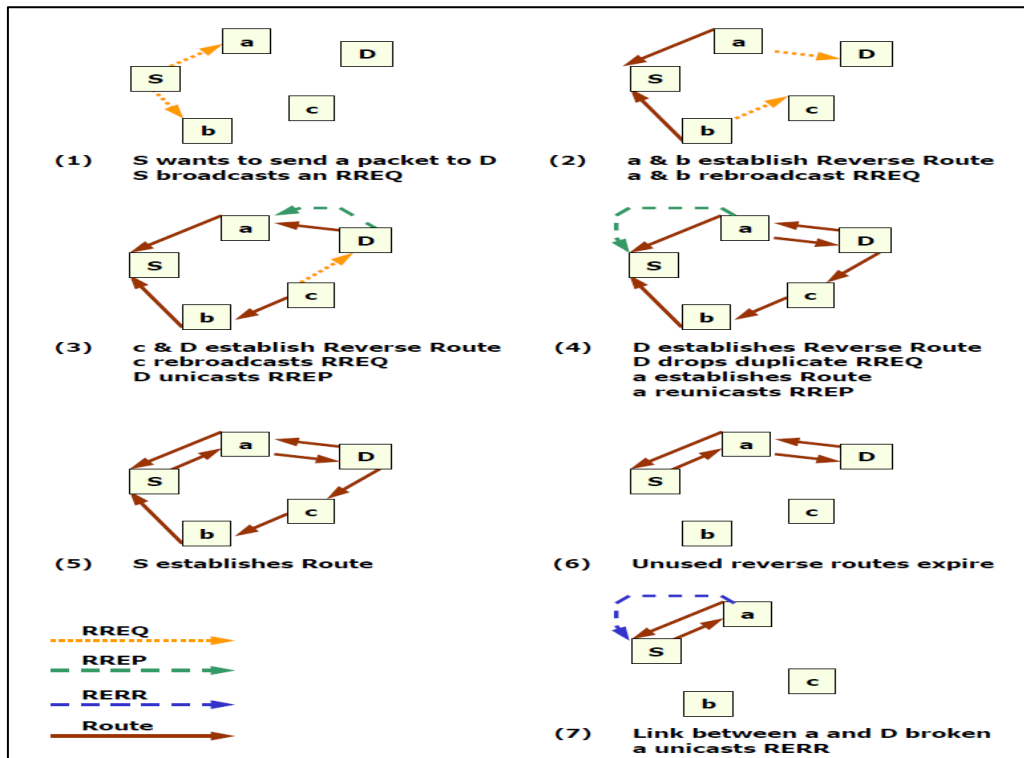 a
D
S
c
b
(1) S wants to send a packet to D
S broadcasts an RREQ
a
D
S
c
b
(2) a & b establish Reverse Route
a & b rebroadcast RREQ
a
D
S
c
b
(3) c & D establish Reverse Route
c rebroadcasts RREQ
D unicasts RREP
a
D
S
c
b
(4) D establishes Reverse Route
D drops duplicate RREQ
a establishes Route
a reunicasts RREP
a
D
S
c
b
(5) S establishes Route
a
D
S
c
b
(6) Unused reverse routes expire
RREQ
RREP
RERR
Route
a
S
c
b
(7) Link between a and D broken
a unicasts RERR